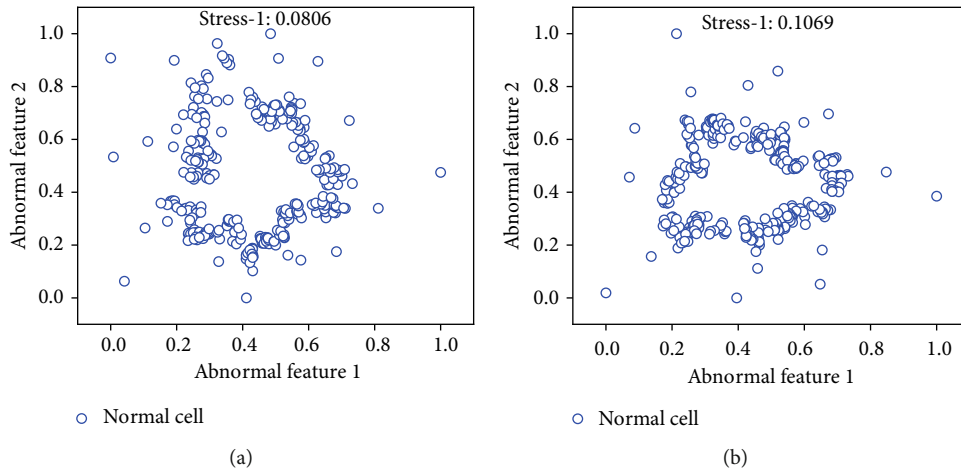 Stress-1: 0.0806
1.0
0.8
0.6
0.4
0.2
0.0
Abnormal feature 2
0.0 0.2 0.4 0.6 0.8 1.0
Abnormal feature 1
Normal cell
(a)
Stress-1: 0.1069
1.0
0.8
0.6
0.4
0.2
0.0
Abnormal feature 2
0.0 0.2 0.4 0.6 0.8 1.0
Abnormal feature 1
Normal cell
(b)